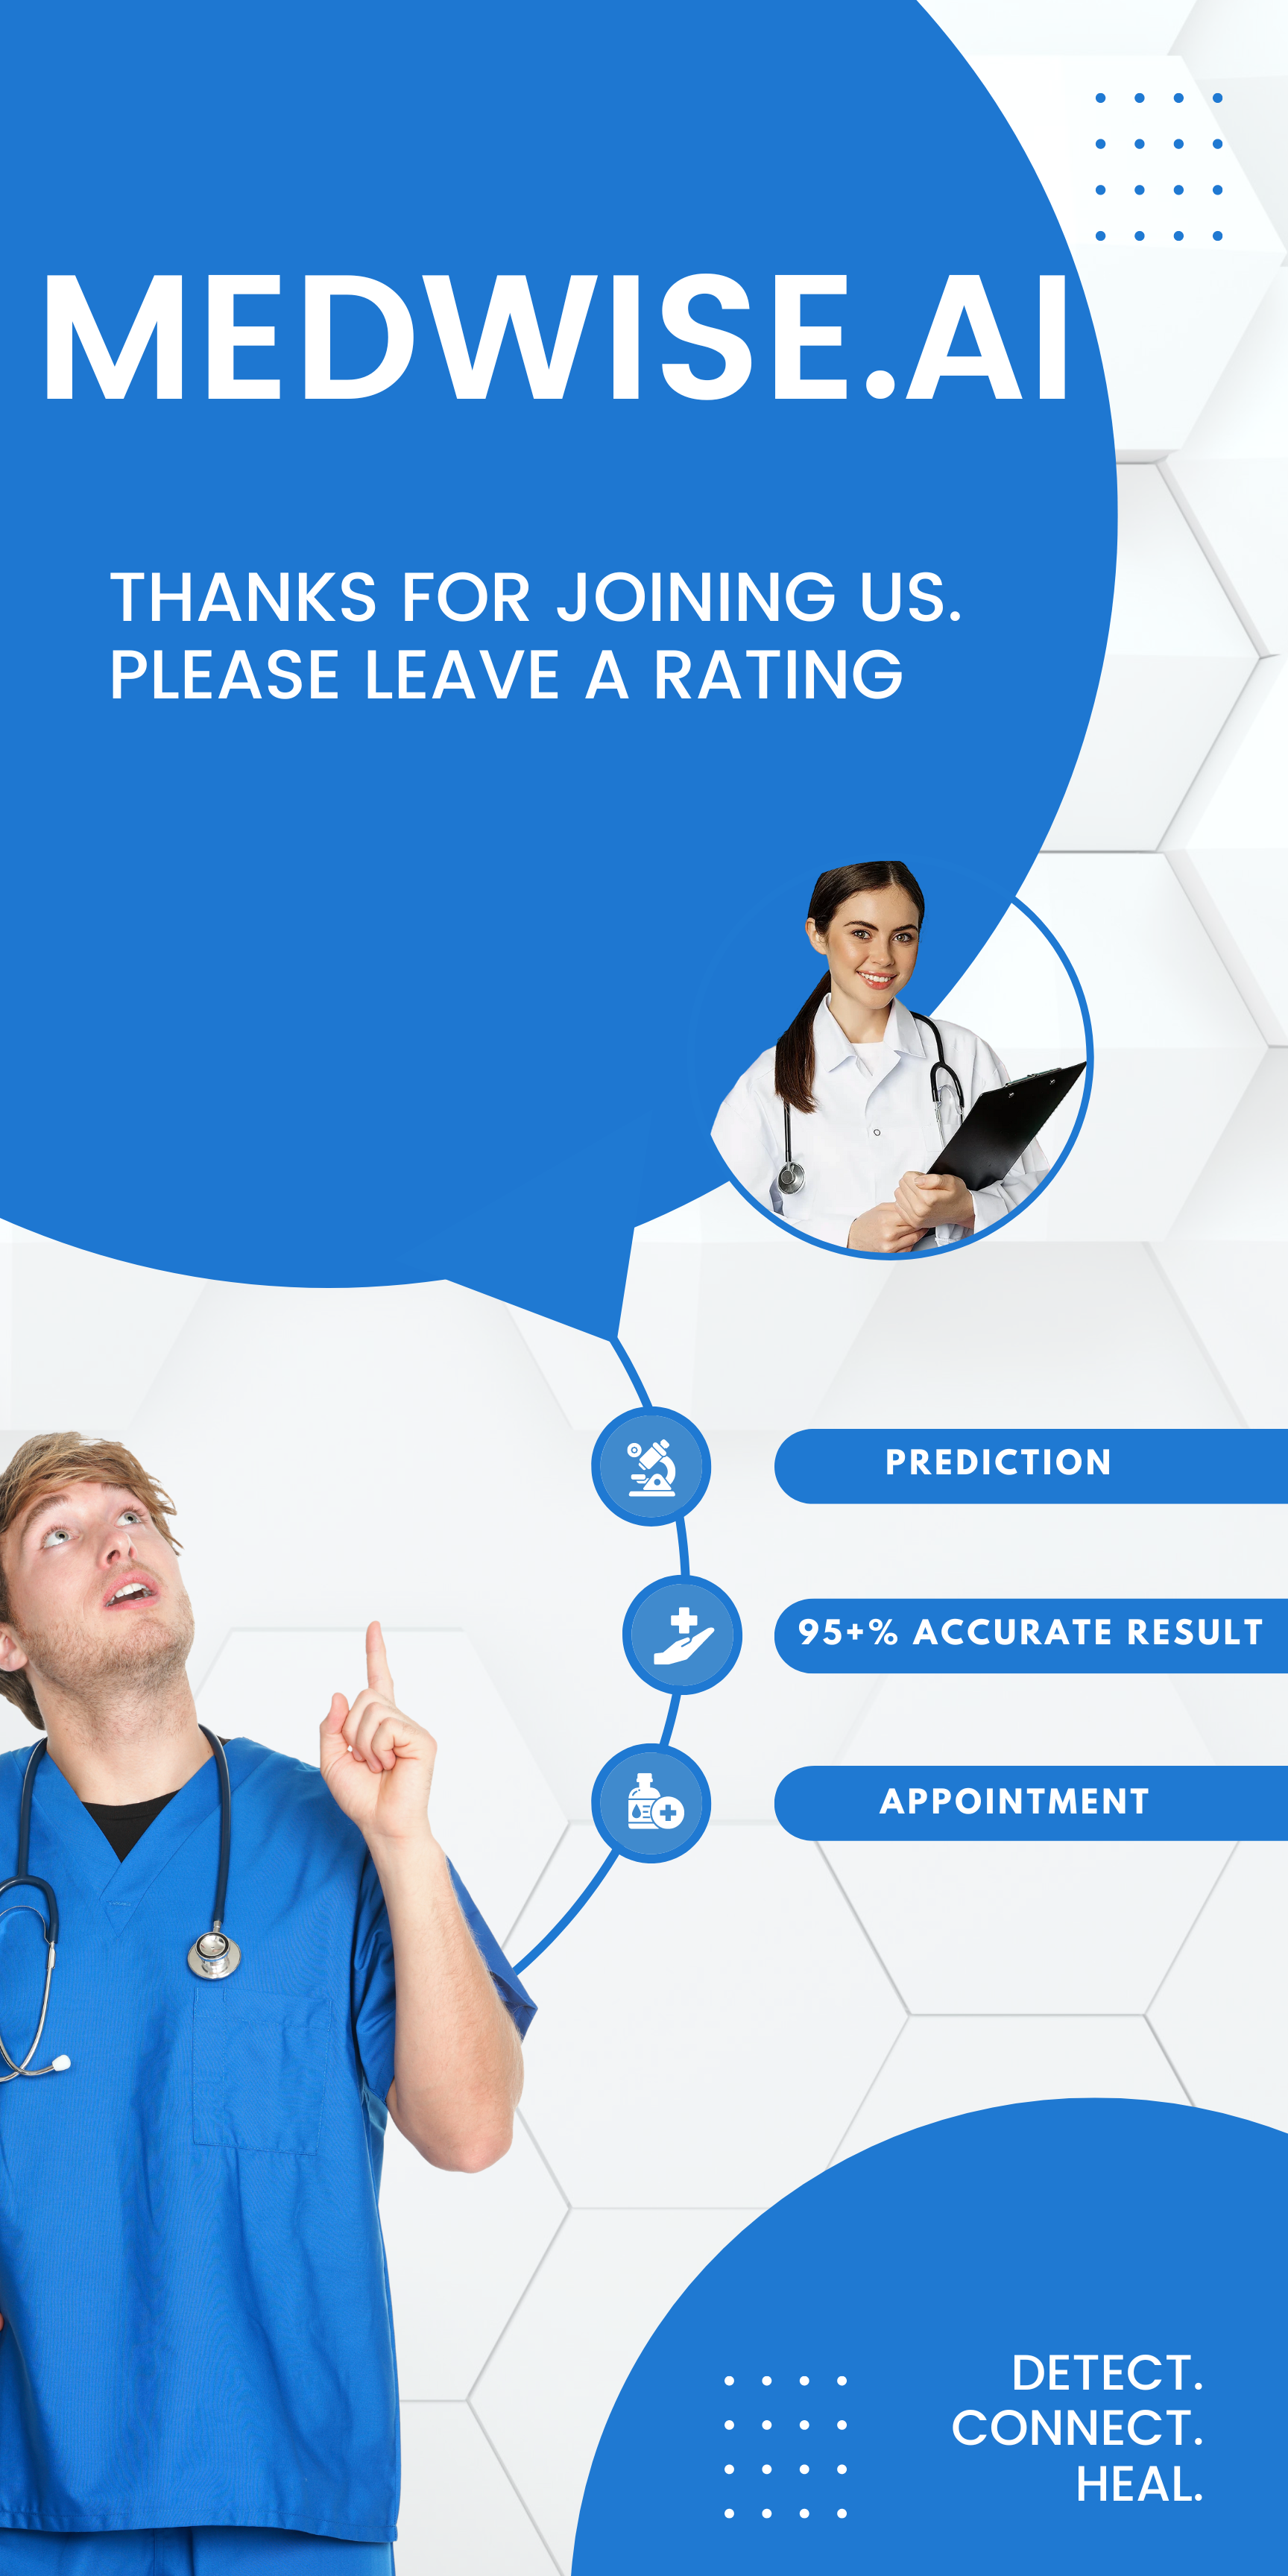 MEDWISE.AI
THANKS FOR JOINING US.
PLEASE LEAVE A RATING
PREDICTION
95+% ACCURATE RESULT
APPOINTMENT
DETECT.
CONNECT.
HEAL.